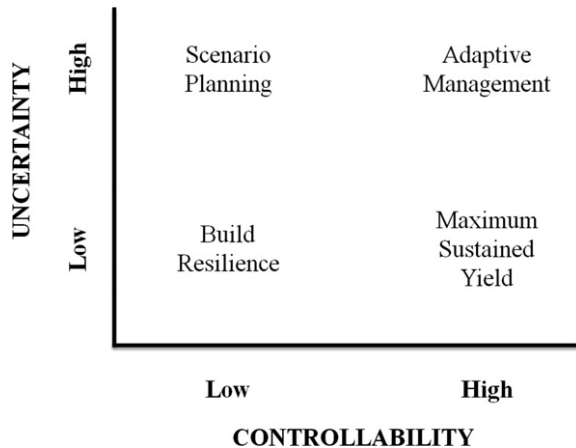 UNCERTAINTY
High
Low
Scenario
Planning
Adaptive
Management
Build
Resilience
Maximum
Sustained
Yield
Low
High
CONTROLLABILITY